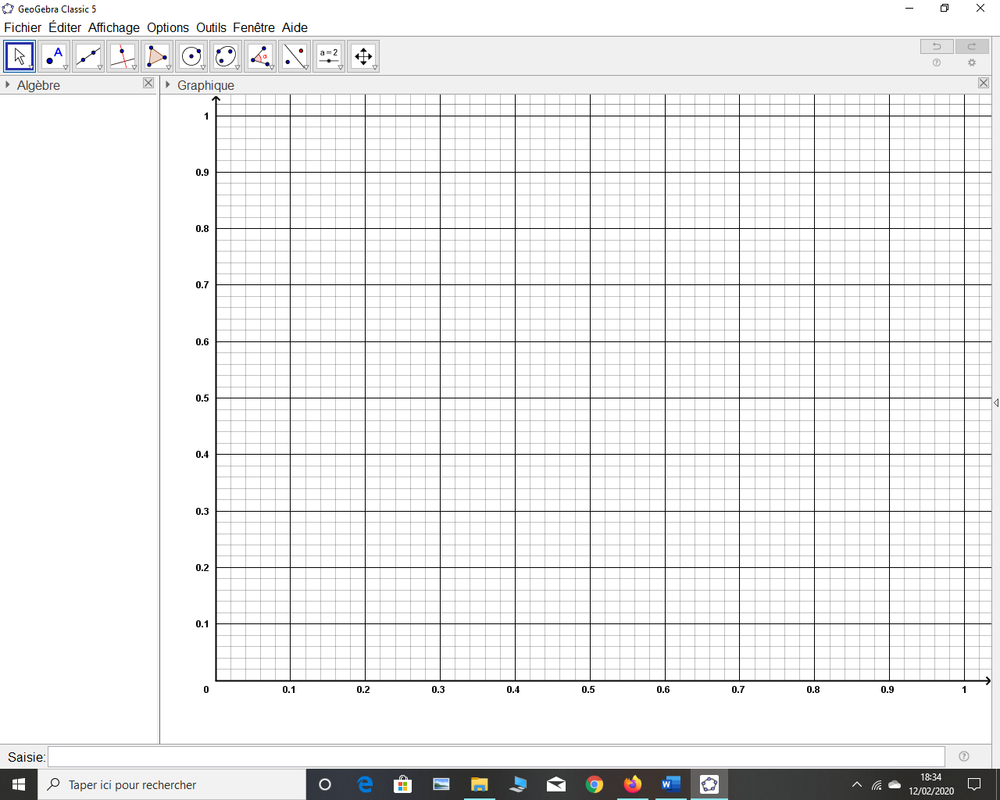 GeoGebra Classic 5
Fichier Éditer Affichage Options Outils Fenêtre Aide
A
α
a = 2
Algèbre
Graphique
1
0.9
0.8
0.7
0.6
0.5
0.4
0.3
0.2
0.1
0 0.1 0.2 0.3 0.4 0.5 0.6 0.7 0.8 0.9 1
Saisie:
Taper ici pour rechercher
18:34
12/02/2020